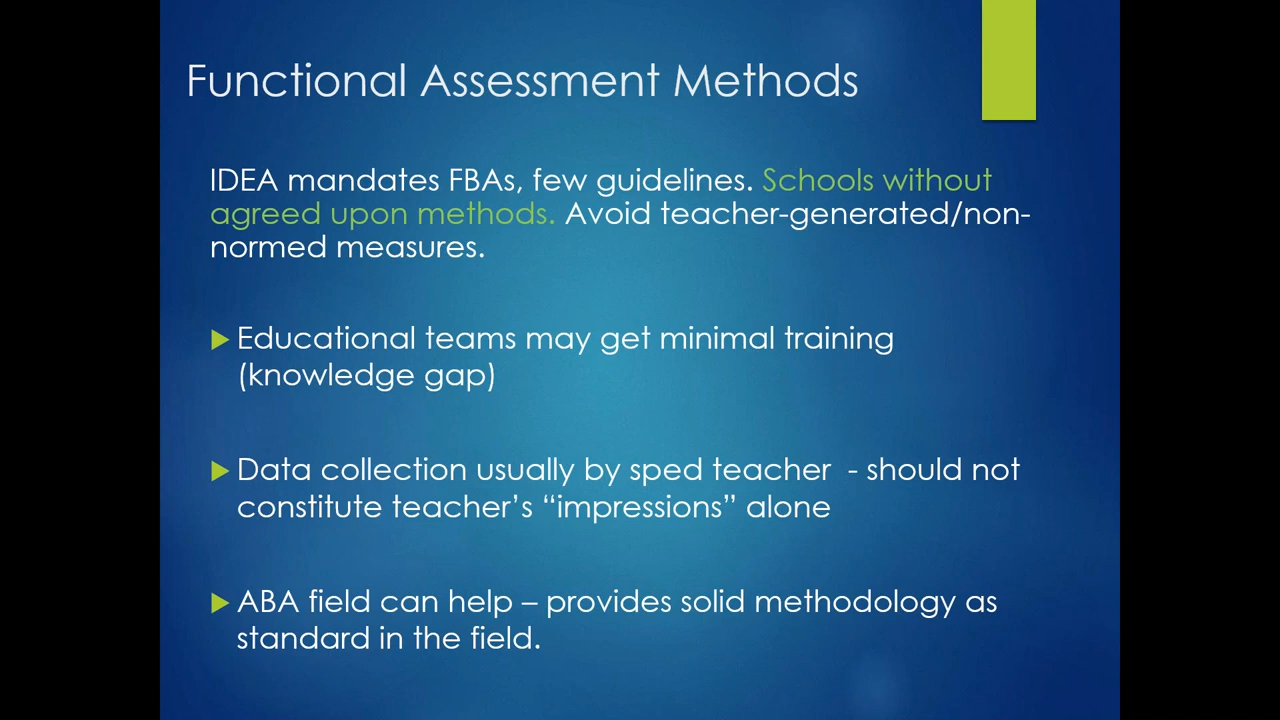 Functional Assessment Methods
IDEA mandates FBAs, few guidelines. Schools without
agreed upon methods. Avoid teacher-generated/non-
normed measures.
Educational teams may get minimal training
(knowledge gap)
Data collection usually by sped teacher  - should not
constitute teacher’s “impressions” alone
ABA field can help – provides solid methodology as
standard in the field.